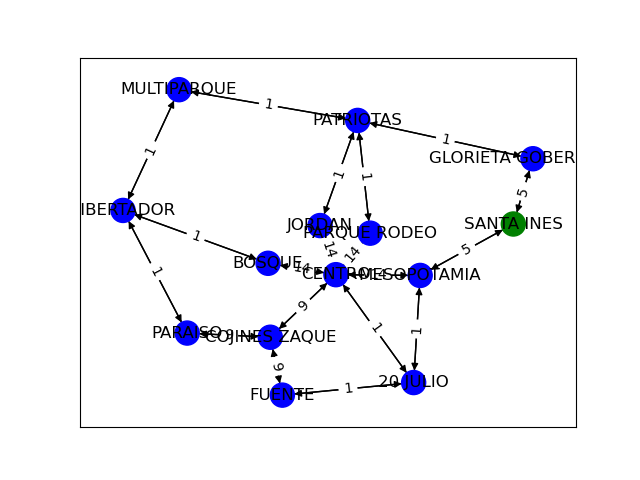 MULTIPARQUE
1
PATRIOTAS
1
GLORIETA GOBER
1
1
1
5
IBERTADOR
JORDAN
PARQUE RODEO
SANTA INES
1
14
14
5
BOSQUE
14
CENTRO
14
MESOPOTAMIA
1
9
1
1
PARAISO
9
COJINES ZAQUE
9
20 JULIO
FUENTE
1